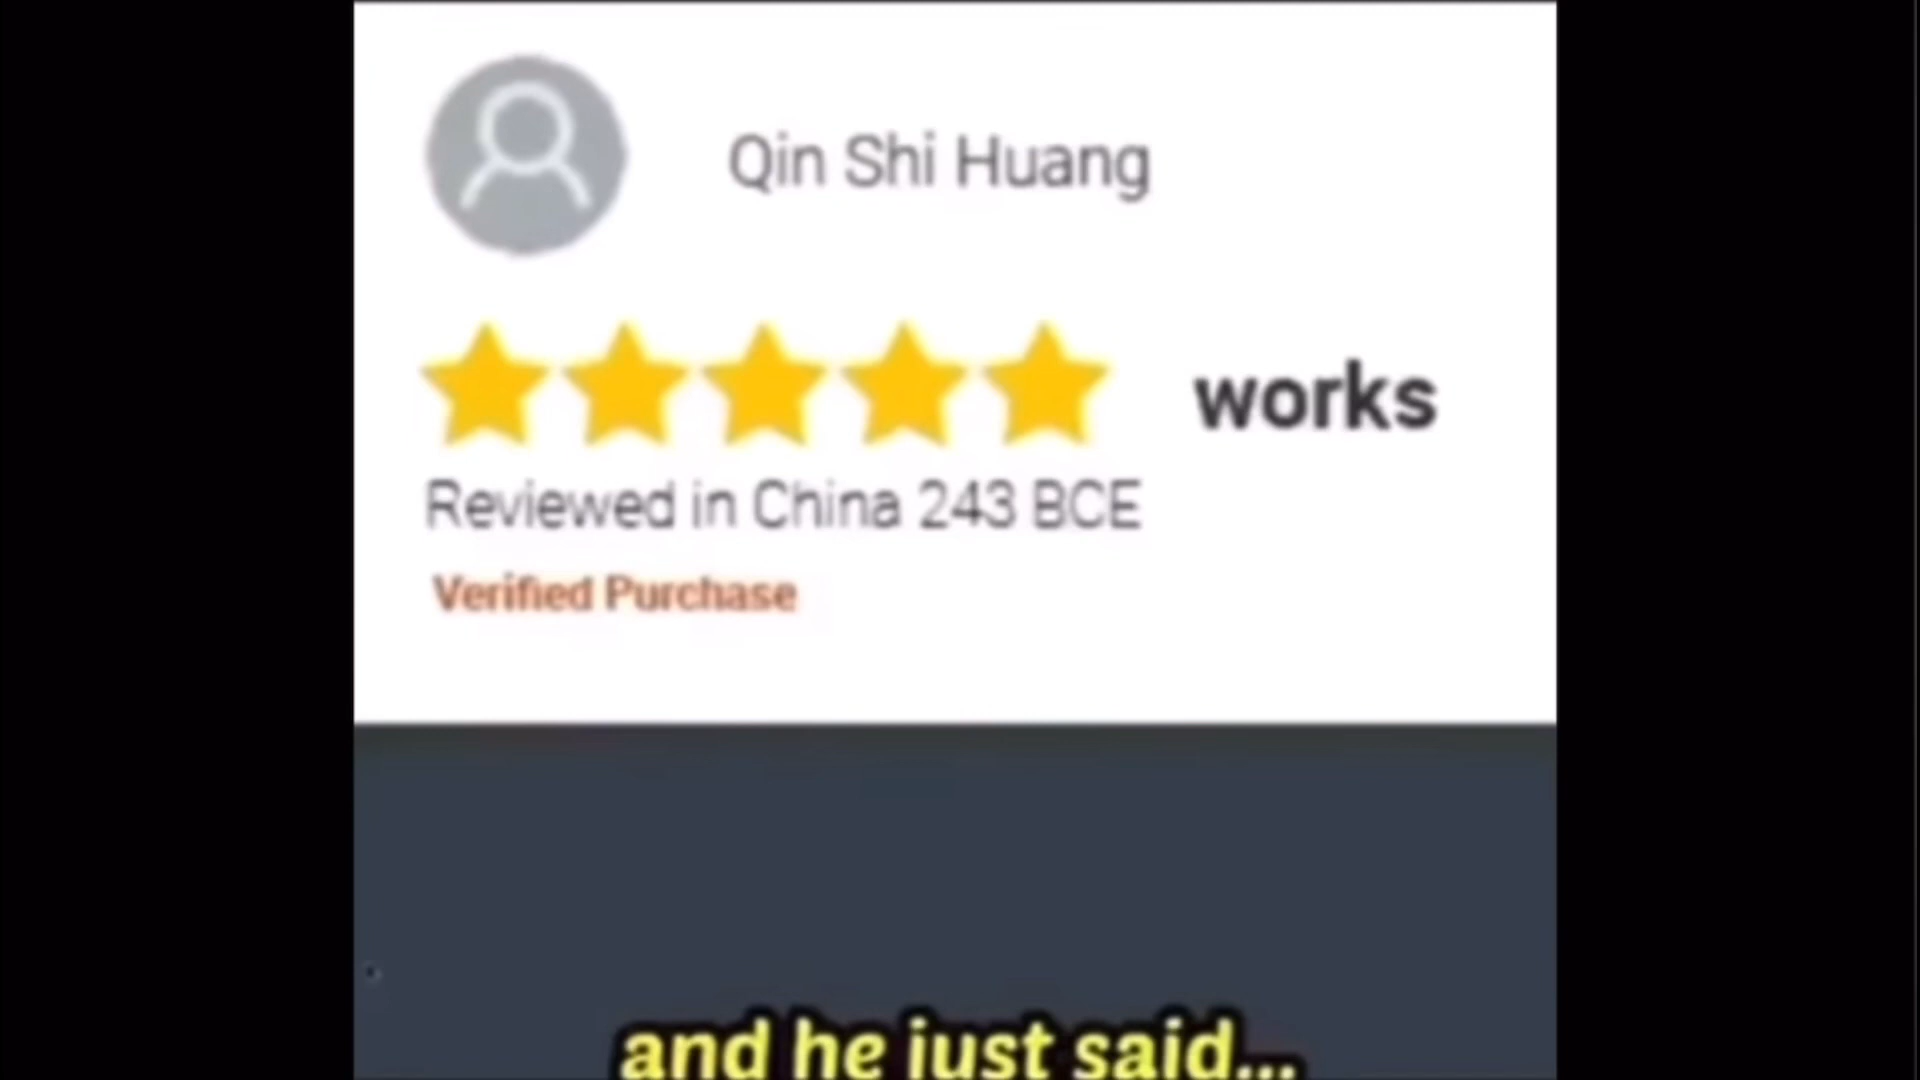 Qin Shi Huang
works
Reviewed in China 243 BCE
Verified Purchase
and he just said...